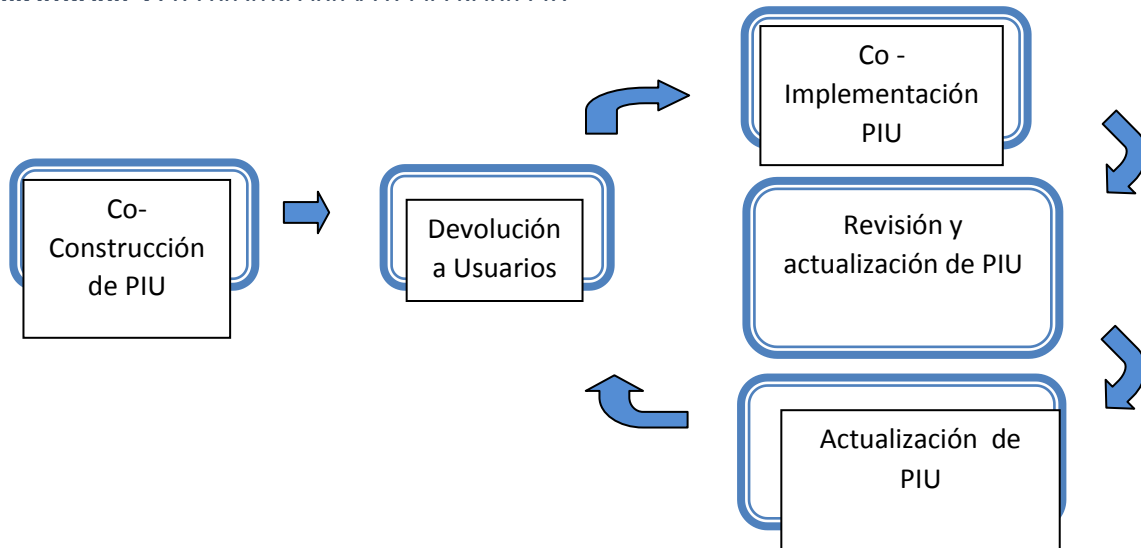 Co-
Construcción
de PIU
Devolución
a Usuarios
Co -
Implementación
PIU
Revisión y
actualización de PIU
Actualización de
PIU